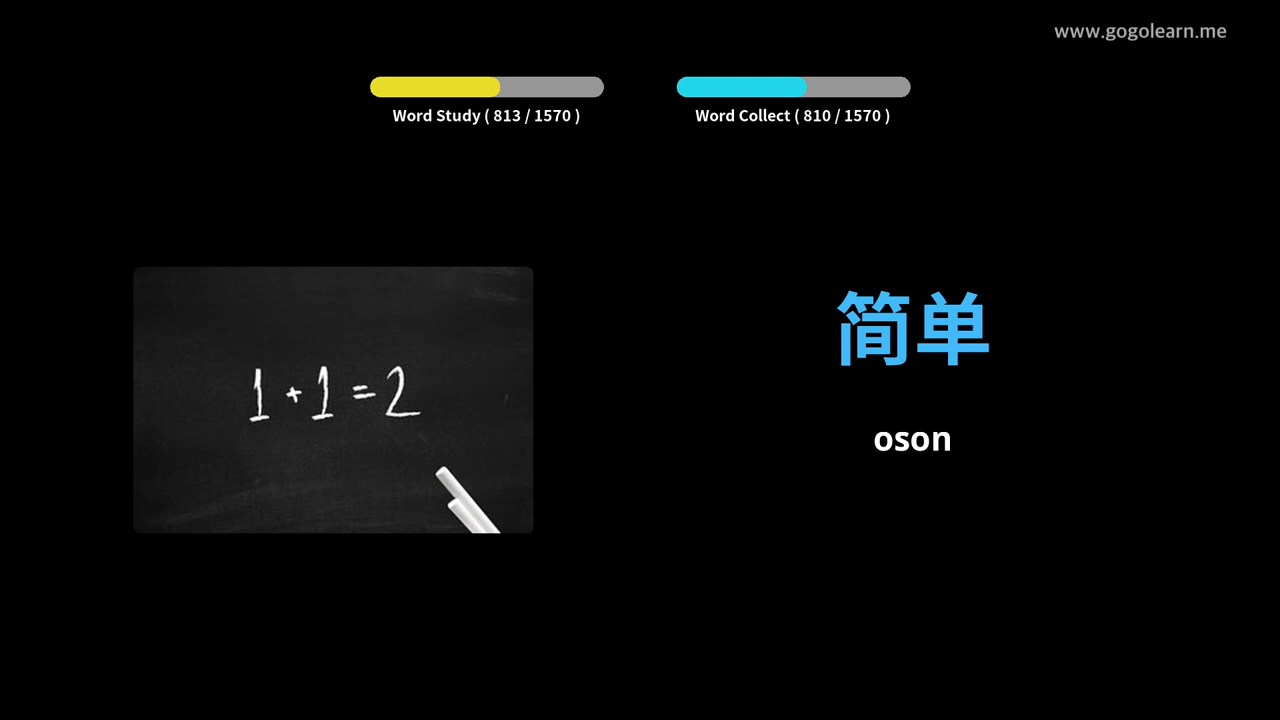 www.gogolearn.me
Word Study ( 813 / 1570 )
Word Collect ( 810 / 1570 )
1 + 1 = 2
简单
oson